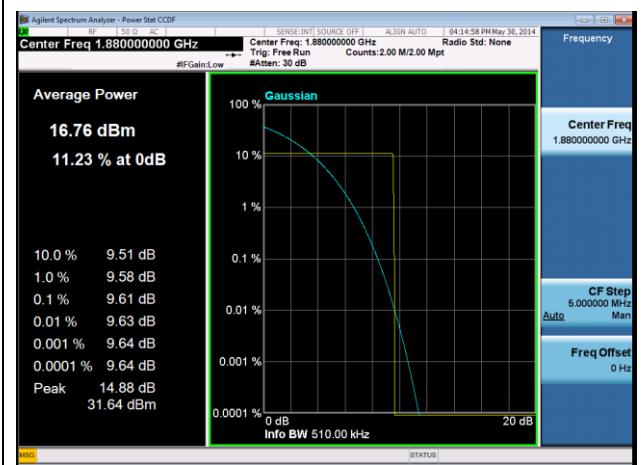 Agilent Spectrum Analyzer - Power Stat CCDF
RF 50 Ω AC SENSE:INT SOURCE OFF ALIGN AUTO 04:14:58 PM May 30, 2014
Center Freq 1.880000000 GHz
Center Freq: 1.880000000 GHz Radio Std: None
Trig: Free Run Counts:2.00 M/2.00 Mpt
#IFGain:Low #Atten: 30 dB
Frequency
Average Power
16.76 dBm
11.23 % at 0dB
10.0 % 9.51 dB
1.0 % 9.58 dB
0.1 % 9.61 dB
0.01 % 9.63 dB
0.001 % 9.64 dB
0.0001 % 9.64 dB
Peak 14.88 dB
31.64 dBm
Gaussian
100 %
10 %
1 %
0.1 %
0.01 %
0.001 %
0.0001 %
0 dB 20 dB
Info BW 510.00 kHz
Center Freq
1.880000000 GHz
CF Step
5.000000 MHz
Auto Man
Freq Offset
0 Hz
MSG STATUS